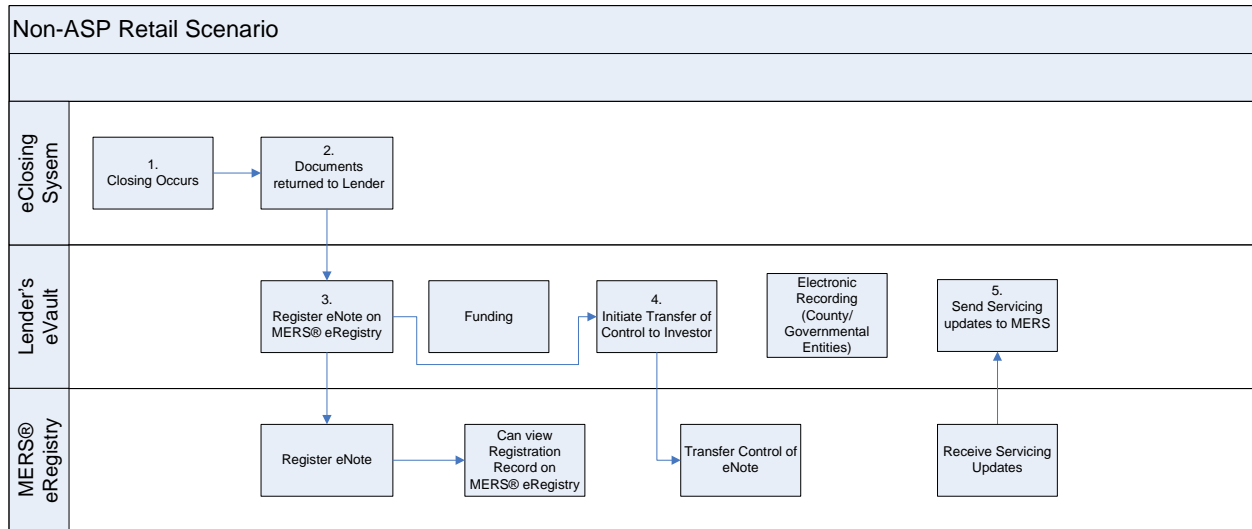 Non-ASP Retail Scenario
eClosing
Sysem
1.
Closing Occurs
2.
Documents
returned to Lender
Lender's
eVault
3.
Register eNote on
MERS® eRegistry
Funding
4.
Initiate Transfer of
Control to Investor
Electronic
Recording
(County/
Governmental
Entities)
5.
Send Servicing
updates to MERS
MERS®
eRegistry
Register eNote
Can view
Registration
Record on
MERS® eRegistry
Transfer Control of
eNote
Receive Servicing
Updates